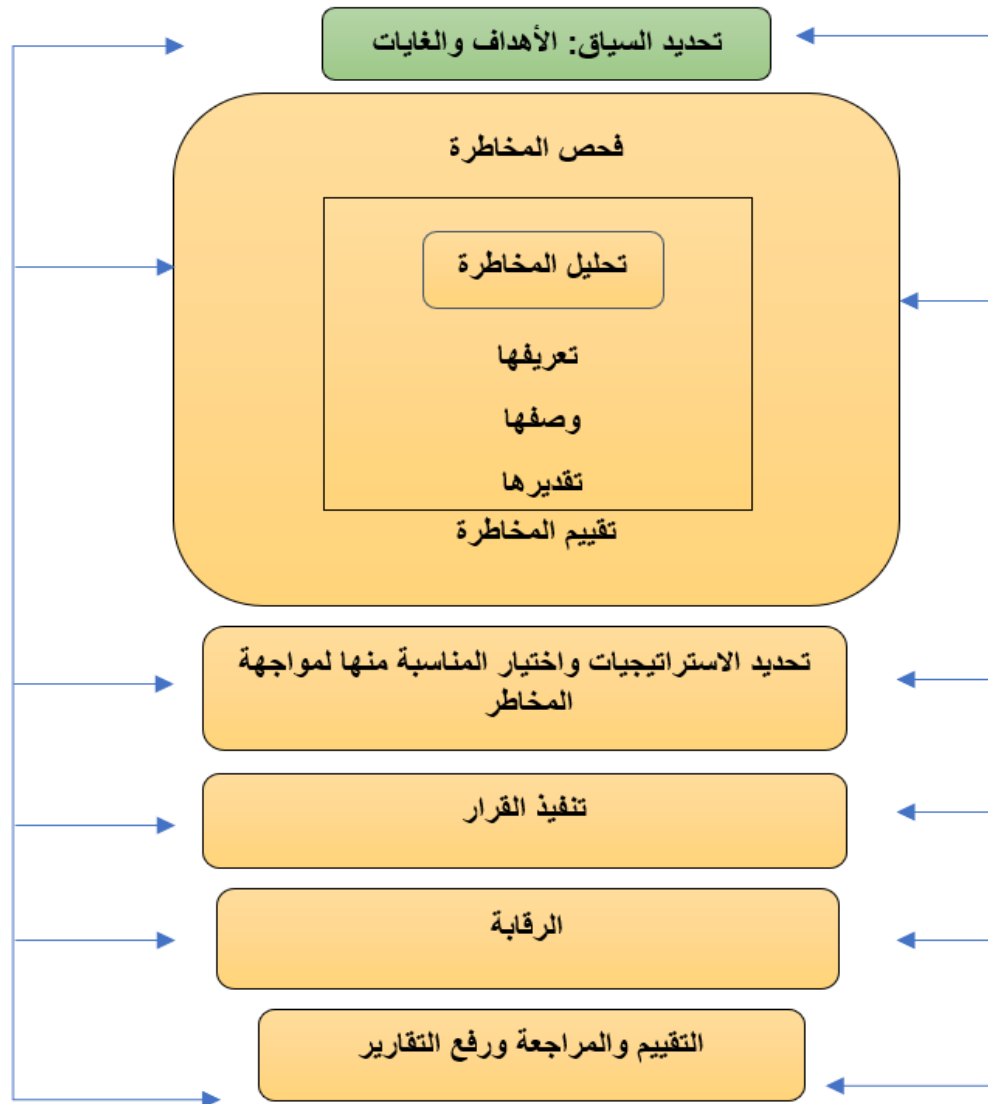 تحديد السياق: الأهداف والغايات
فحص المخاطرة
تحليل المخاطرة
تعريفها
وصفها
تقديرها
تقييم المخاطرة
تحديد الاستراتيجيات واختيار المناسبة منها لمواجهة
المخاطر
تنفيذ القرار
الرقابة
التقييم والمراجعة ورفع التقارير